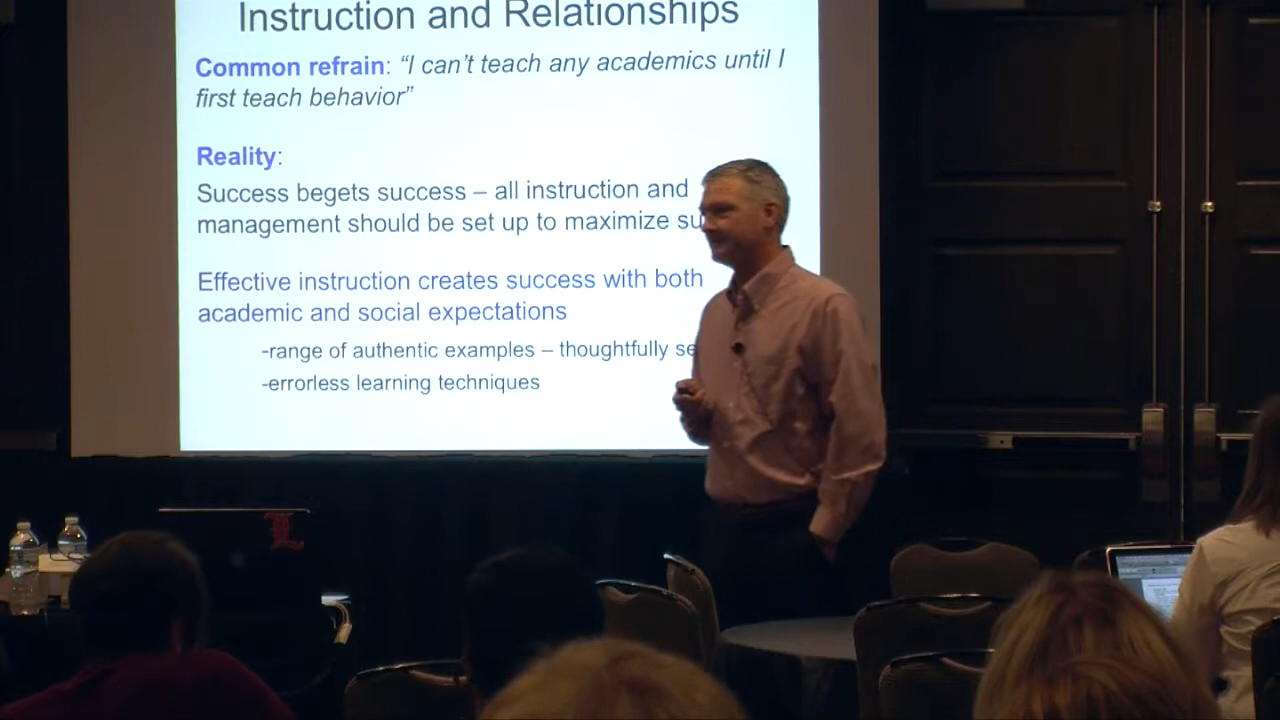 Instruction and Relationships
Common refrain: “I can’t teach any academics until I
first teach behavior”
Reality:
Success begets success – all instruction and
management should be set up to maximize su
Effective instruction creates success with both
academic and social expectations
-range of authentic examples – thoughtfully se
-errorless learning techniques
L